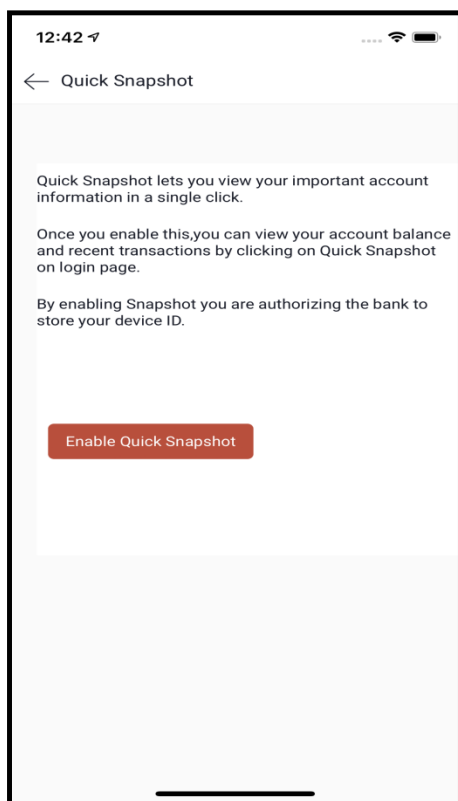 12:42
Quick Snapshot
Quick Snapshot lets you view your important account
information in a single click.
Once you enable this,you can view your account balance
and recent transactions by clicking on Quick Snapshot
on login page.
By enabling Snapshot you are authorizing the bank to
store your device ID.
Enable Quick Snapshot